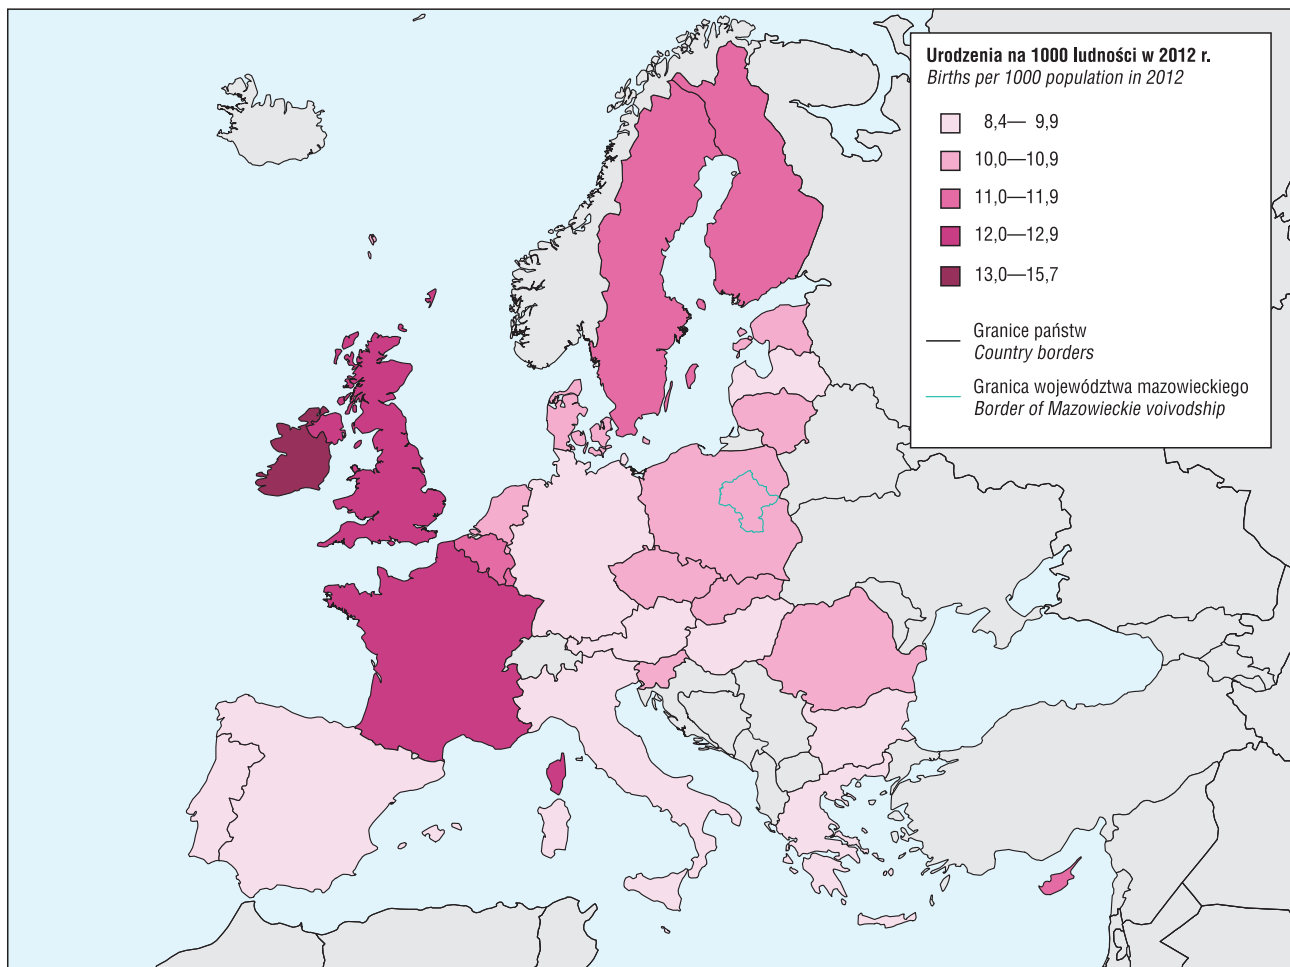 Urodzenia na 1000 ludności w 2012 r.
Births per 1000 population in 2012
8,4— 9,9
10,0—10,9
11,0—11,9
12,0—12,9
13,0—15,7
Granice państw
Country borders
Granica województwa mazowieckiego
Border of Mazowieckie voivodship